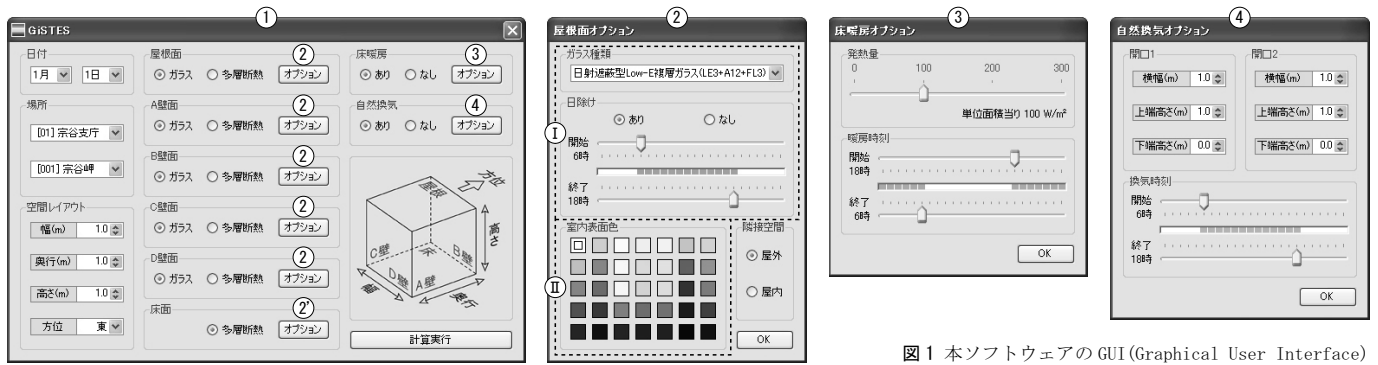 ①
GiSTES
日付
1月 1日
場所
[01]宗谷支庁
[001]宗谷岬
空間レイアウト
幅(m) 1.0
奥行(m) 1.0
高さ(m) 1.0
方位 東
屋根面 ②
ガラス 多層断熱 オプション
A壁面 ②
ガラス 多層断熱 オプション
B壁面 ②
ガラス 多層断熱 オプション
C壁面 ②
ガラス 多層断熱 オプション
D壁面 ②
ガラス 多層断熱 オプション
床面 ②'
多層断熱 オプション
床暖房 ③
あり なし オプション
自然換気 ④
あり なし オプション
屋根
方位
C壁
B壁
床
D壁
A壁
高さ
幅
奥行
計算実行
②
屋根面オプション
ガラス種類
日射遮蔽型Low-E複層ガラス(LE3+A12+FL3)
Ⅰ
日除け
あり なし
開始
6時
終了
18時
Ⅱ
室内表面色
隣接空間
屋外
屋内
OK
③
床暖房オプション
発熱量
0 100 200 300
単位面積当り 100 W/m²
暖房時刻
開始
18時
終了
6時
OK
④
自然換気オプション
開口1
横幅(m) 1.0
上端高さ(m) 1.0
下端高さ(m) 0.0
開口2
横幅(m) 1.0
上端高さ(m) 1.0
下端高さ(m) 0.0
換気時刻
開始
6時
終了
18時
OK
図1 本ソフトウェアのGUI(Graphical User Interface)